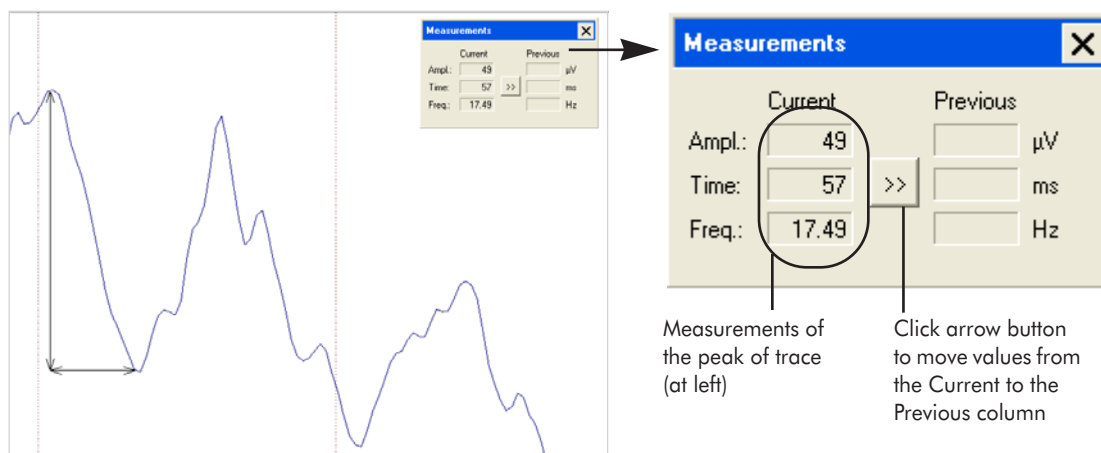 Measurements
Current Previous
Ampl.: 49 µV
Time: 57 >> ms
Freq.: 17.49 Hz
Measurements
Current Previous
Ampl.: 49 µV
Time: 57 >> ms
Freq.: 17.49 Hz
Measurements of
the peak of trace
(at left)
Click arrow button
to move values from
the Current to the
Previous column